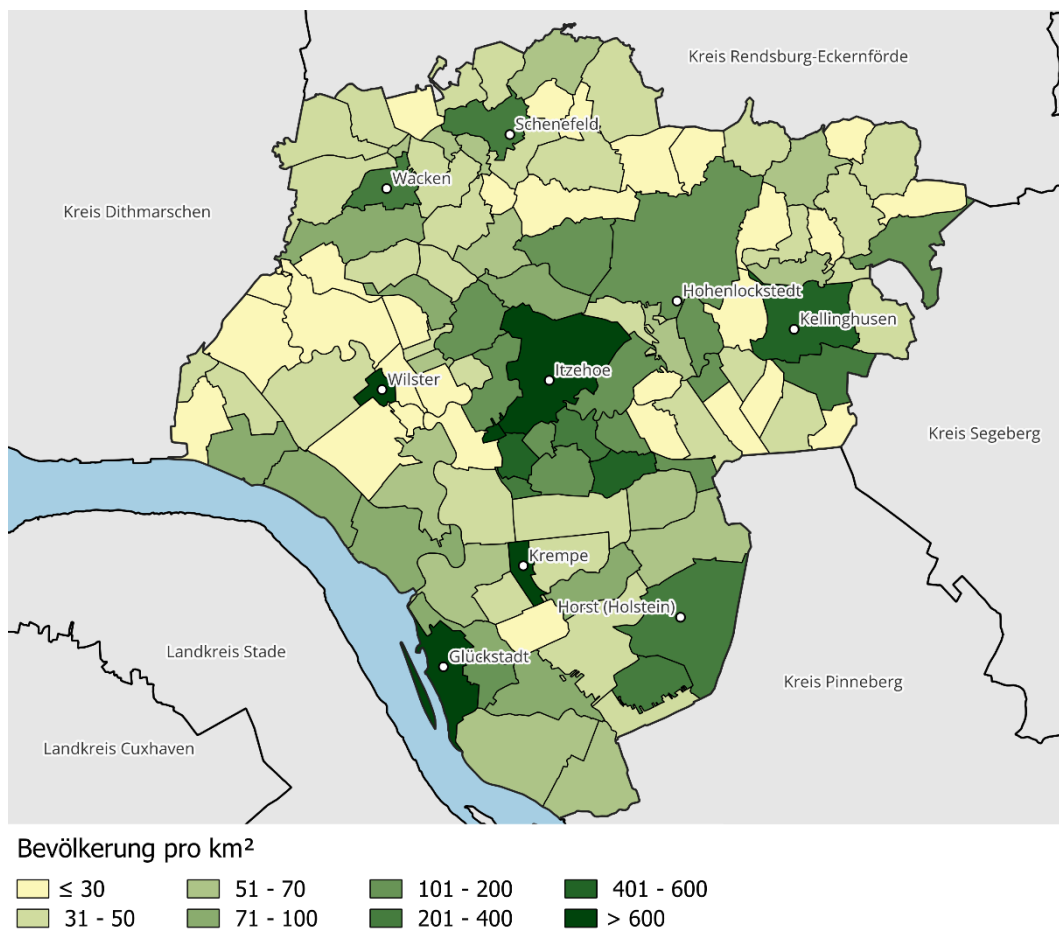 Kreis Rendsburg-Eckernförde
Schenefeld
Wacken
Kreis Dithmarschen
Hohenlockstedt
Kellinghusen
Itzehoe
Wilster
Kreis Segeberg
Krempe
Horst (Holstein)
Landkreis Stade
Glückstadt
Kreis Pinneberg
Landkreis Cuxhaven
Bevölkerung pro km²
≤ 30 51 - 70 101 - 200 401 - 600
31 - 50 71 - 100 201 - 400 > 600